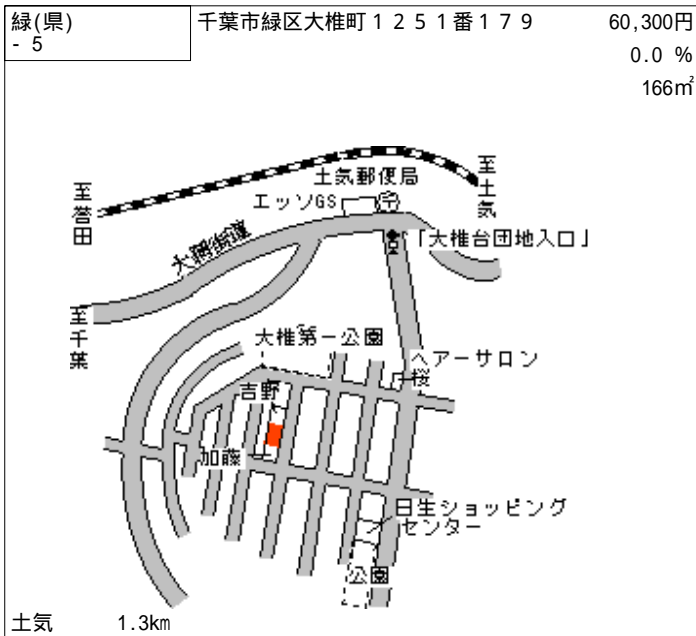 緑(県)
- 5
千葉市緑区大椎町１２５１番１７９
60,300円
0.0 %
166㎡
至誉田
土気郵便局
至土気
エッソGS
大網街道
「大椎台団地入口」
至千葉
大椎第一公園
ヘアーサロン
桜
吉野
加藤
日生ショッピング
センター
公園
土気 1.3km